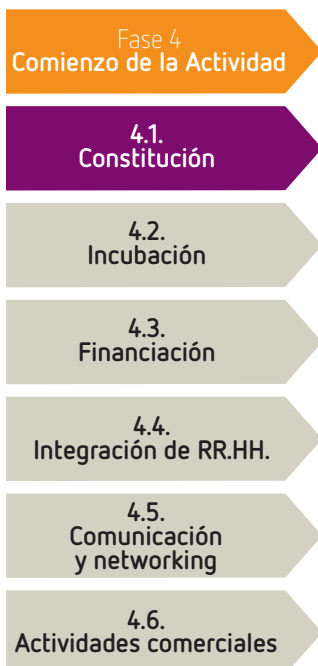 Fase 4
Comienzo de la Actividad
4.1.
Constitución
4.2.
Incubación
4.3.
Financiación
4.4.
Integración de RR.HH.
4.5.
Comunicación
y networking
4.6.
Actividades comerciales